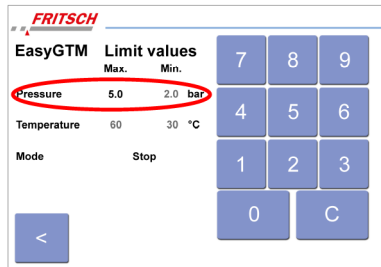 FRITSCH
EasyGTM Limit values
Max. Min.
Pressure 5.0 2.0 bar
Temperature 60 30 °C
Mode Stop
7 8 9
4 5 6
1 2 3
0 C
<